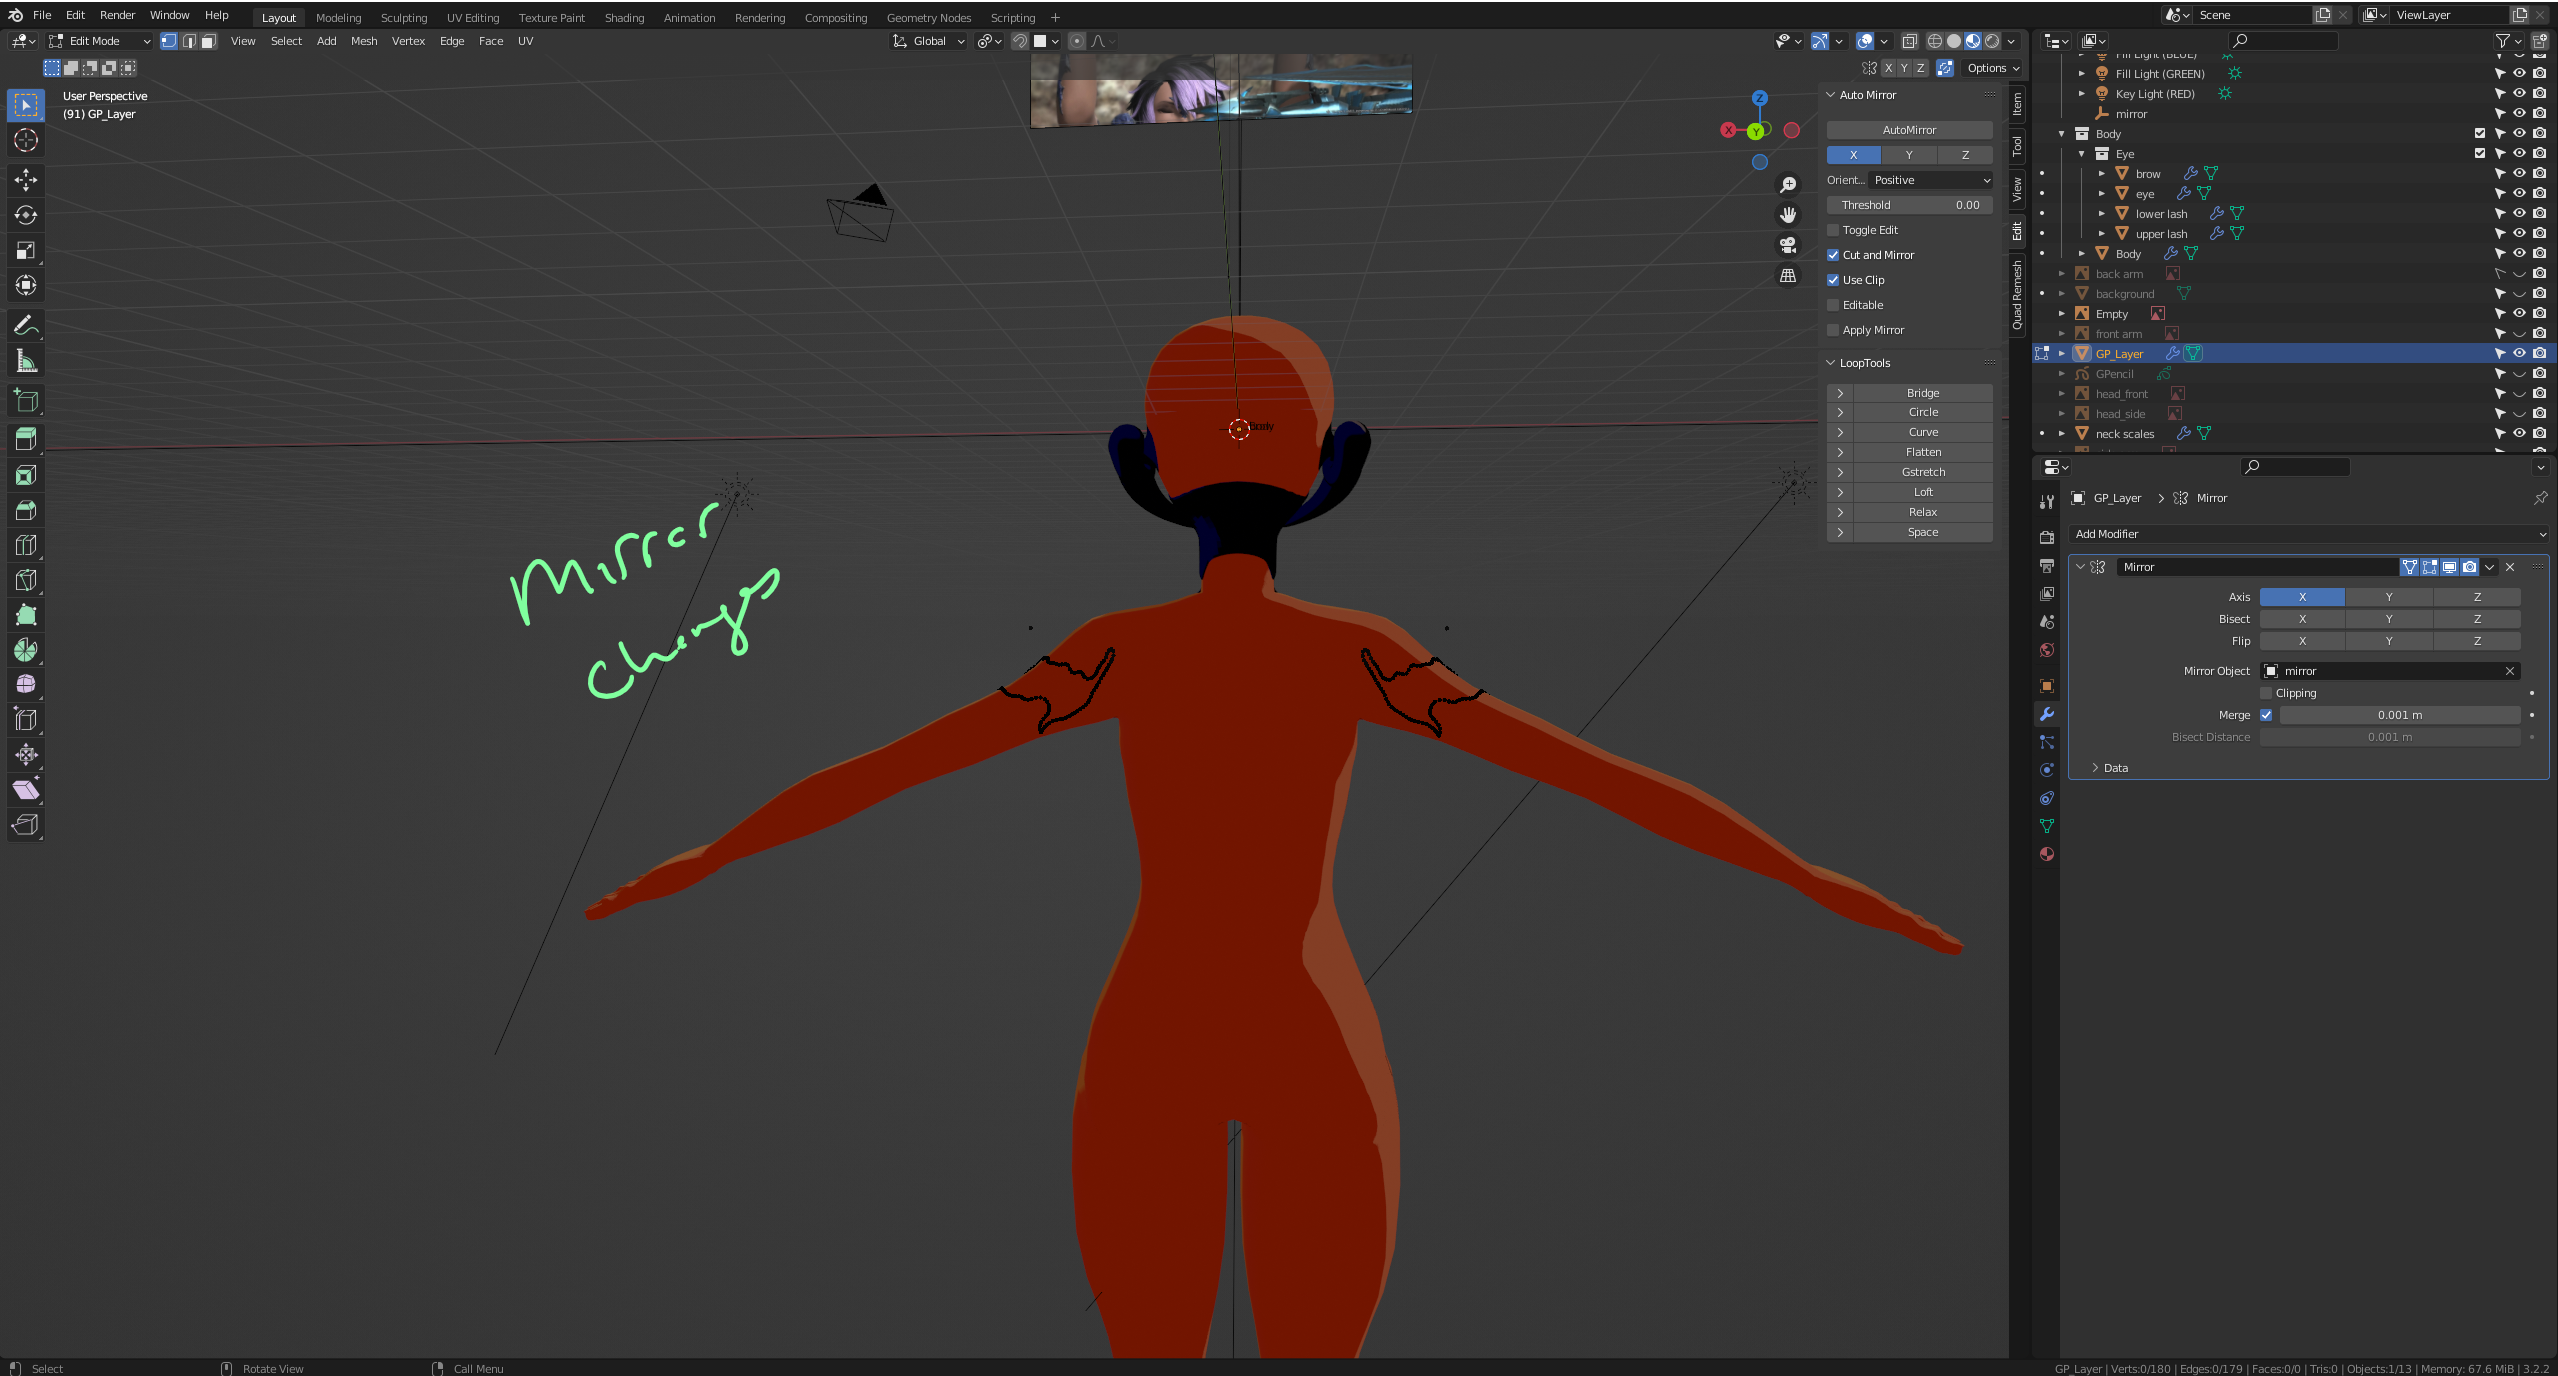 File Edit Render Window Help Layout Modeling Sculpting UV Editing Texture Paint Shading Animation Rendering Compositing Geometry Nodes Scripting + Scene ViewLayer
Edit Mode View Select Add Mesh Vertex Edge Face UV Global
X Y Z Options
User Perspective
(91) GP_Layer
Mirror
Body
Z
X
Y
Auto Mirror
AutoMirror
X Y Z
Orient... Positive
Threshold 0.00
Toggle Edit
Cut and Mirror
Use Clip
Editable
Apply Mirror
LoopTools
Bridge
Circle
Curve
Flatten
Gstretch
Loft
Relax
Space
Item
Tool
View
Edit
Quad Remesh
Fill Light (BLUE)
Fill Light (GREEN)
Key Light (RED)
mirror
Body
Eye
brow
eye
lower lash
upper lash
Body
back arm
background
Empty
front arm
GP_Layer
GPencil
head_front
head_side
neck scales
GP_Layer > Mirror
Add Modifier
Mirror
Axis X Y Z
Bisect X Y Z
Flip X Y Z
Mirror Object mirror
Clipping
Merge 0.001 m
Bisect Distance 0.001 m
Data
Select Rotate View Call Menu
GP_Layer | Verts:0/180 | Edges:0/179 | Faces:0/0 | Tris:0 | Objects:1/13 | Memory: 67.6 MiB | 3.2.2